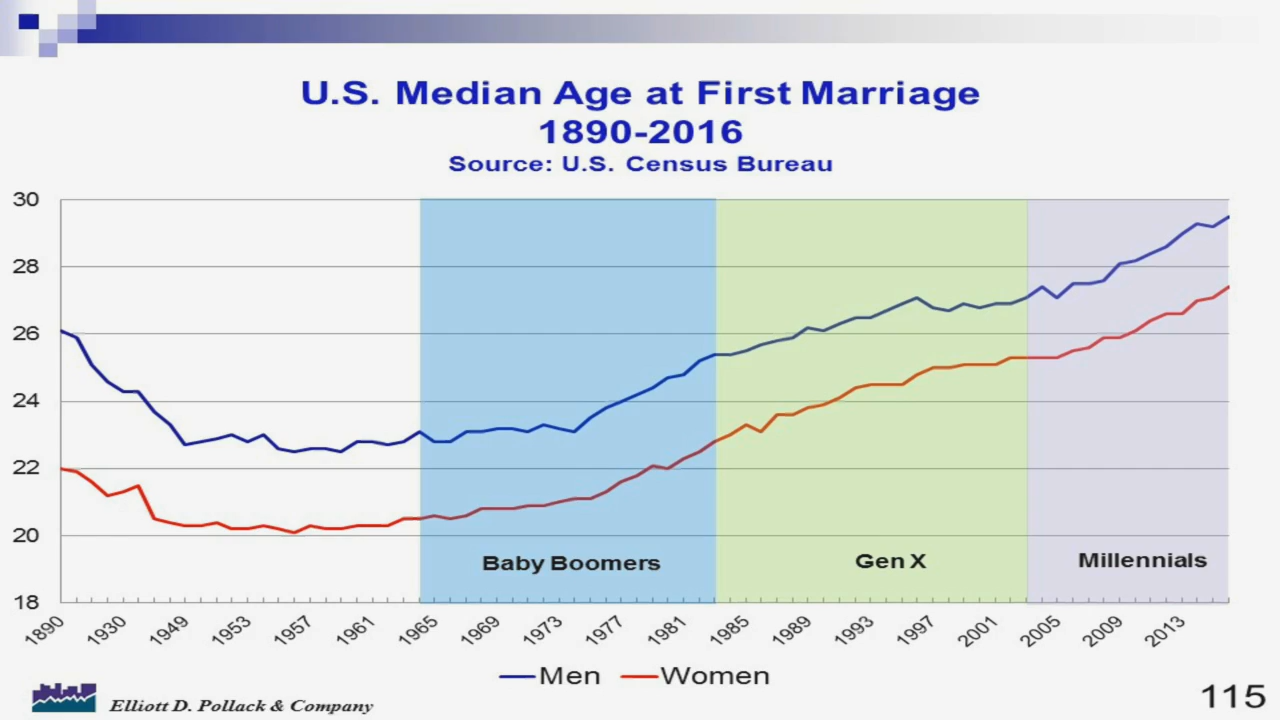 U.S. Median Age at First Marriage
1890-2016
Source: U.S. Census Bureau
30
28
26
24
22
20
18
Baby Boomers
Gen X
Millennials
1890 1930 1949 1953 1957 1961 1965 1969 1973 1977 1981 1985 1989 1993 1997 2001 2005 2009 2013
Men Women
Elliott D. Pollack & Company
115